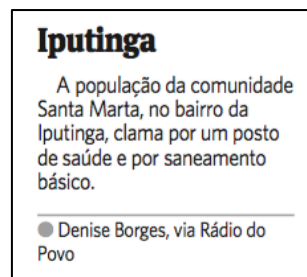 Iputinga
A população da comunidade
Santa Marta, no bairro da
Iputinga, clama por um posto
de saúde e por saneamento
básico.
Denise Borges, via Rádio do
Povo